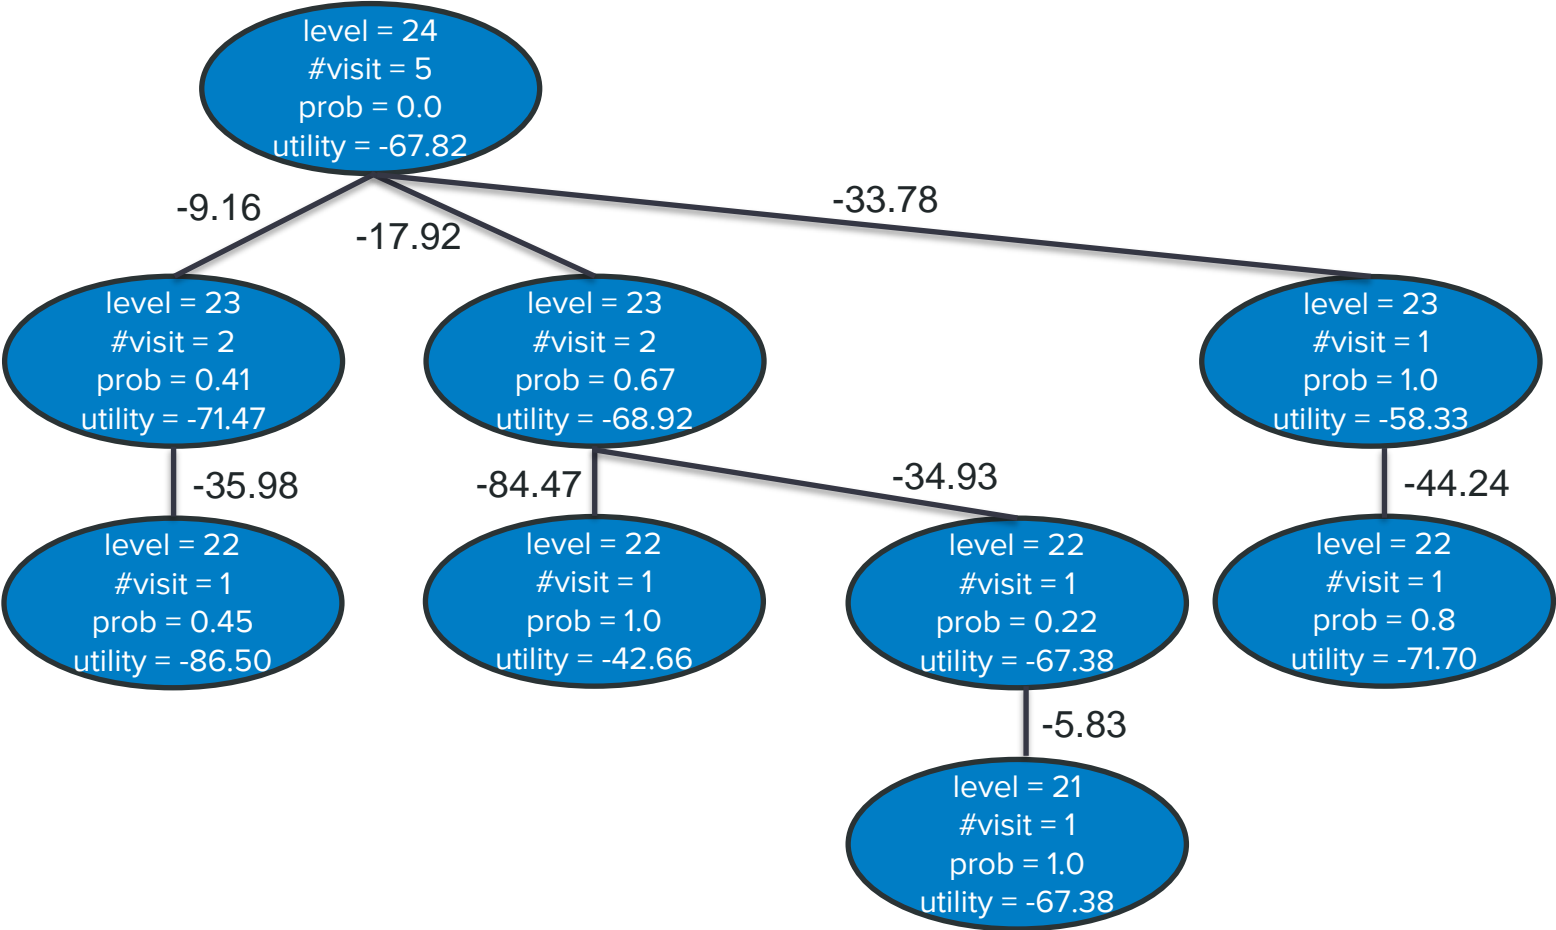 level = 24
#visit = 5
prob = 0.0
utility = -67.82
-9.16
-17.92
-33.78
level = 23
#visit = 2
prob = 0.41
utility = -71.47
level = 23
#visit = 2
prob = 0.67
utility = -68.92
level = 23
#visit = 1
prob = 1.0
utility = -58.33
-35.98
-84.47
-34.93
-44.24
level = 22
#visit = 1
prob = 0.45
utility = -86.50
level = 22
#visit = 1
prob = 1.0
utility = -42.66
level = 22
#visit = 1
prob = 0.22
utility = -67.38
level = 22
#visit = 1
prob = 0.8
utility = -71.70
-5.83
level = 21
#visit = 1
prob = 1.0
utility = -67.38